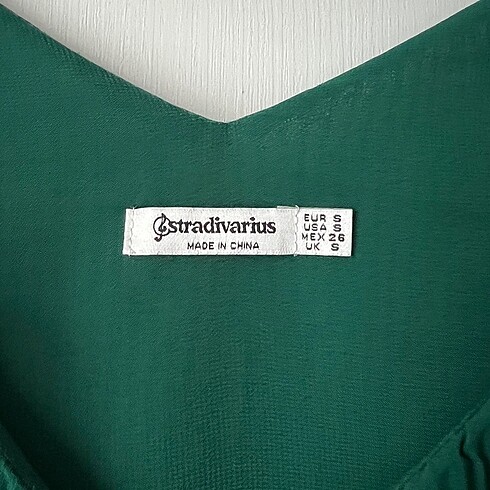 stradivarius
MADE IN CHINA
EUR S
USA S
MEX 26
UK S